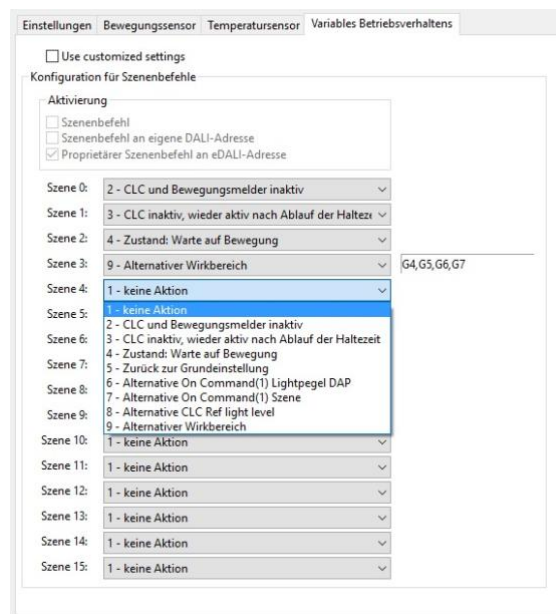 Einstellungen Bewegungssensor Temperatursensor Variables Betriebsverhaltens
Use customized settings
Konfiguration für Szenenbefehle
Aktivierung
Szenenbefehl
Szenenbefehl an eigene DALI-Adresse
Proprietärer Szenenbefehl an eDALI-Adresse
Szene 0: 2 - CLC und Bewegungsmelder inaktiv
Szene 1: 3 - CLC inaktiv, wieder aktiv nach Ablauf der Haltez
Szene 2: 4 - Zustand: Warte auf Bewegung
Szene 3: 9 - Alternativer Wirkbereich G4,G5,G6,G7
Szene 4: 1 - keine Aktion
Szene 5:
Szene 6:
Szene 7:
Szene 8:
Szene 9:
1 - keine Aktion
2 - CLC und Bewegungsmelder inaktiv
3 - CLC inaktiv, wieder aktiv nach Ablauf der Haltezeit
4 - Zustand: Warte auf Bewegung
5 - Zurück zur Grundeinstellung
6 - Alternative On Command(1) Lightpegel DAP
7 - Alternative On Command(1) Szene
8 - Alternative CLC Ref light level
9 - Alternativer Wirkbereich
Szene 10: 1 - keine Aktion
Szene 11: 1 - keine Aktion
Szene 12: 1 - keine Aktion
Szene 13: 1 - keine Aktion
Szene 14: 1 - keine Aktion
Szene 15: 1 - keine Aktion